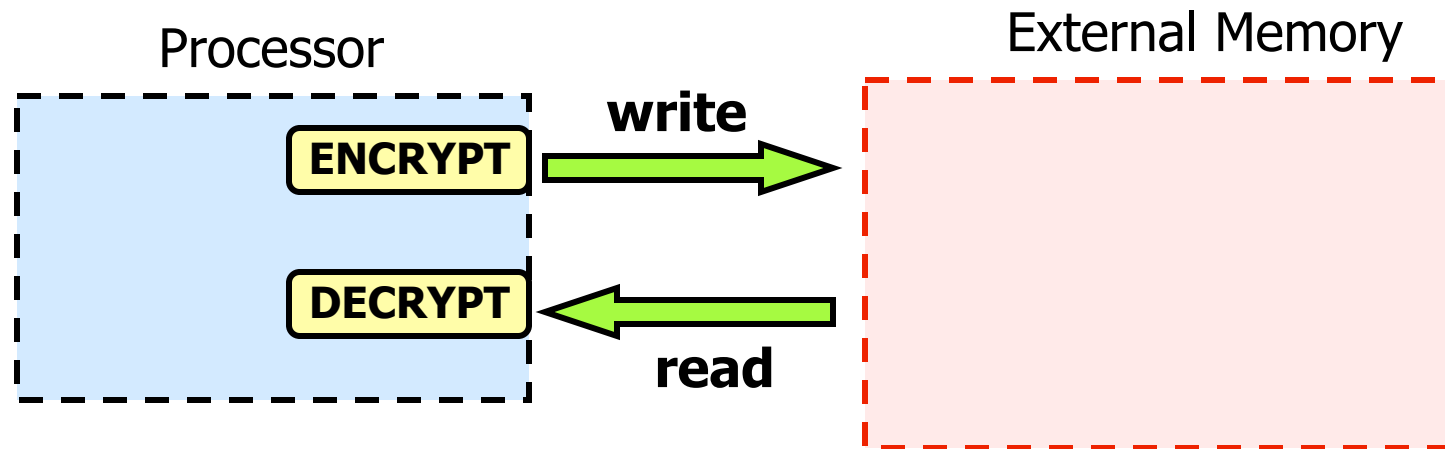 Processor
External Memory
write
ENCRYPT
DECRYPT
read